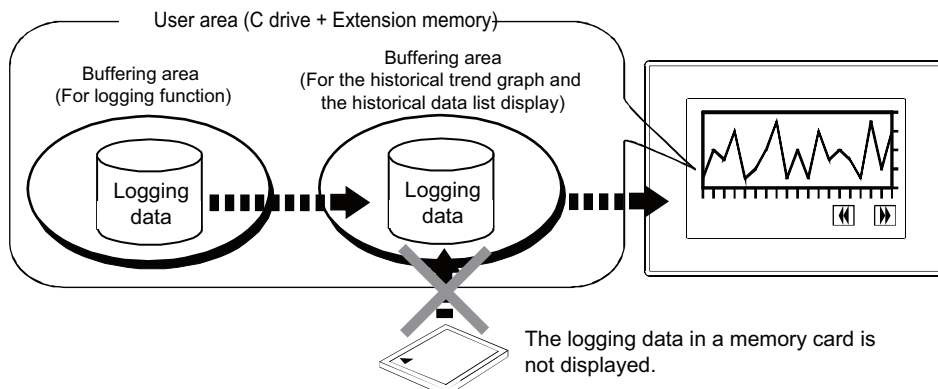 User area (C drive + Extension memory)
Buffering area
(For logging function)
Buffering area
(For the historical trend graph and
the historical data list display)
Logging
data
Logging
data
The logging data in a memory card is
not displayed.